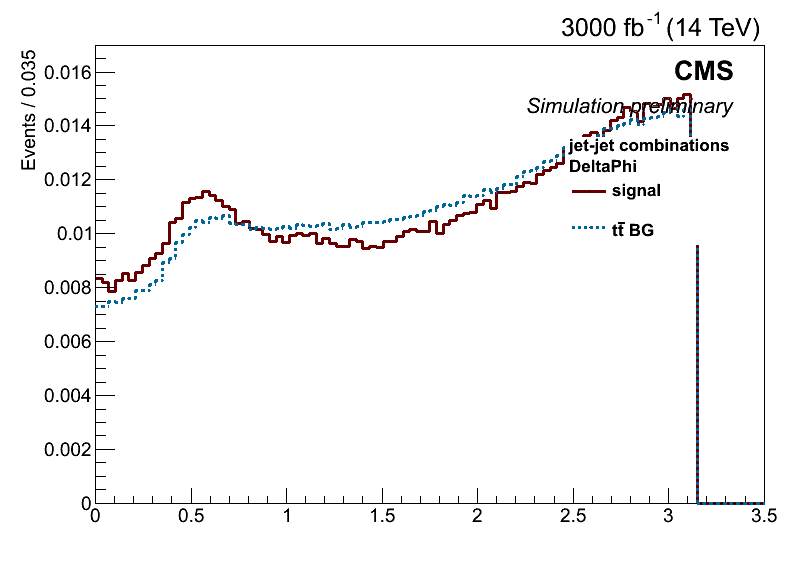 3000 fb⁻¹ (14 TeV)
CMS
Simulation preliminary
jet-jet combinations
DeltaPhi
signal
tt̄ BG
Events / 0.035
0.016
0.014
0.012
0.01
0.008
0.006
0.004
0.002
0
0 0.5 1 1.5 2 2.5 3 3.5